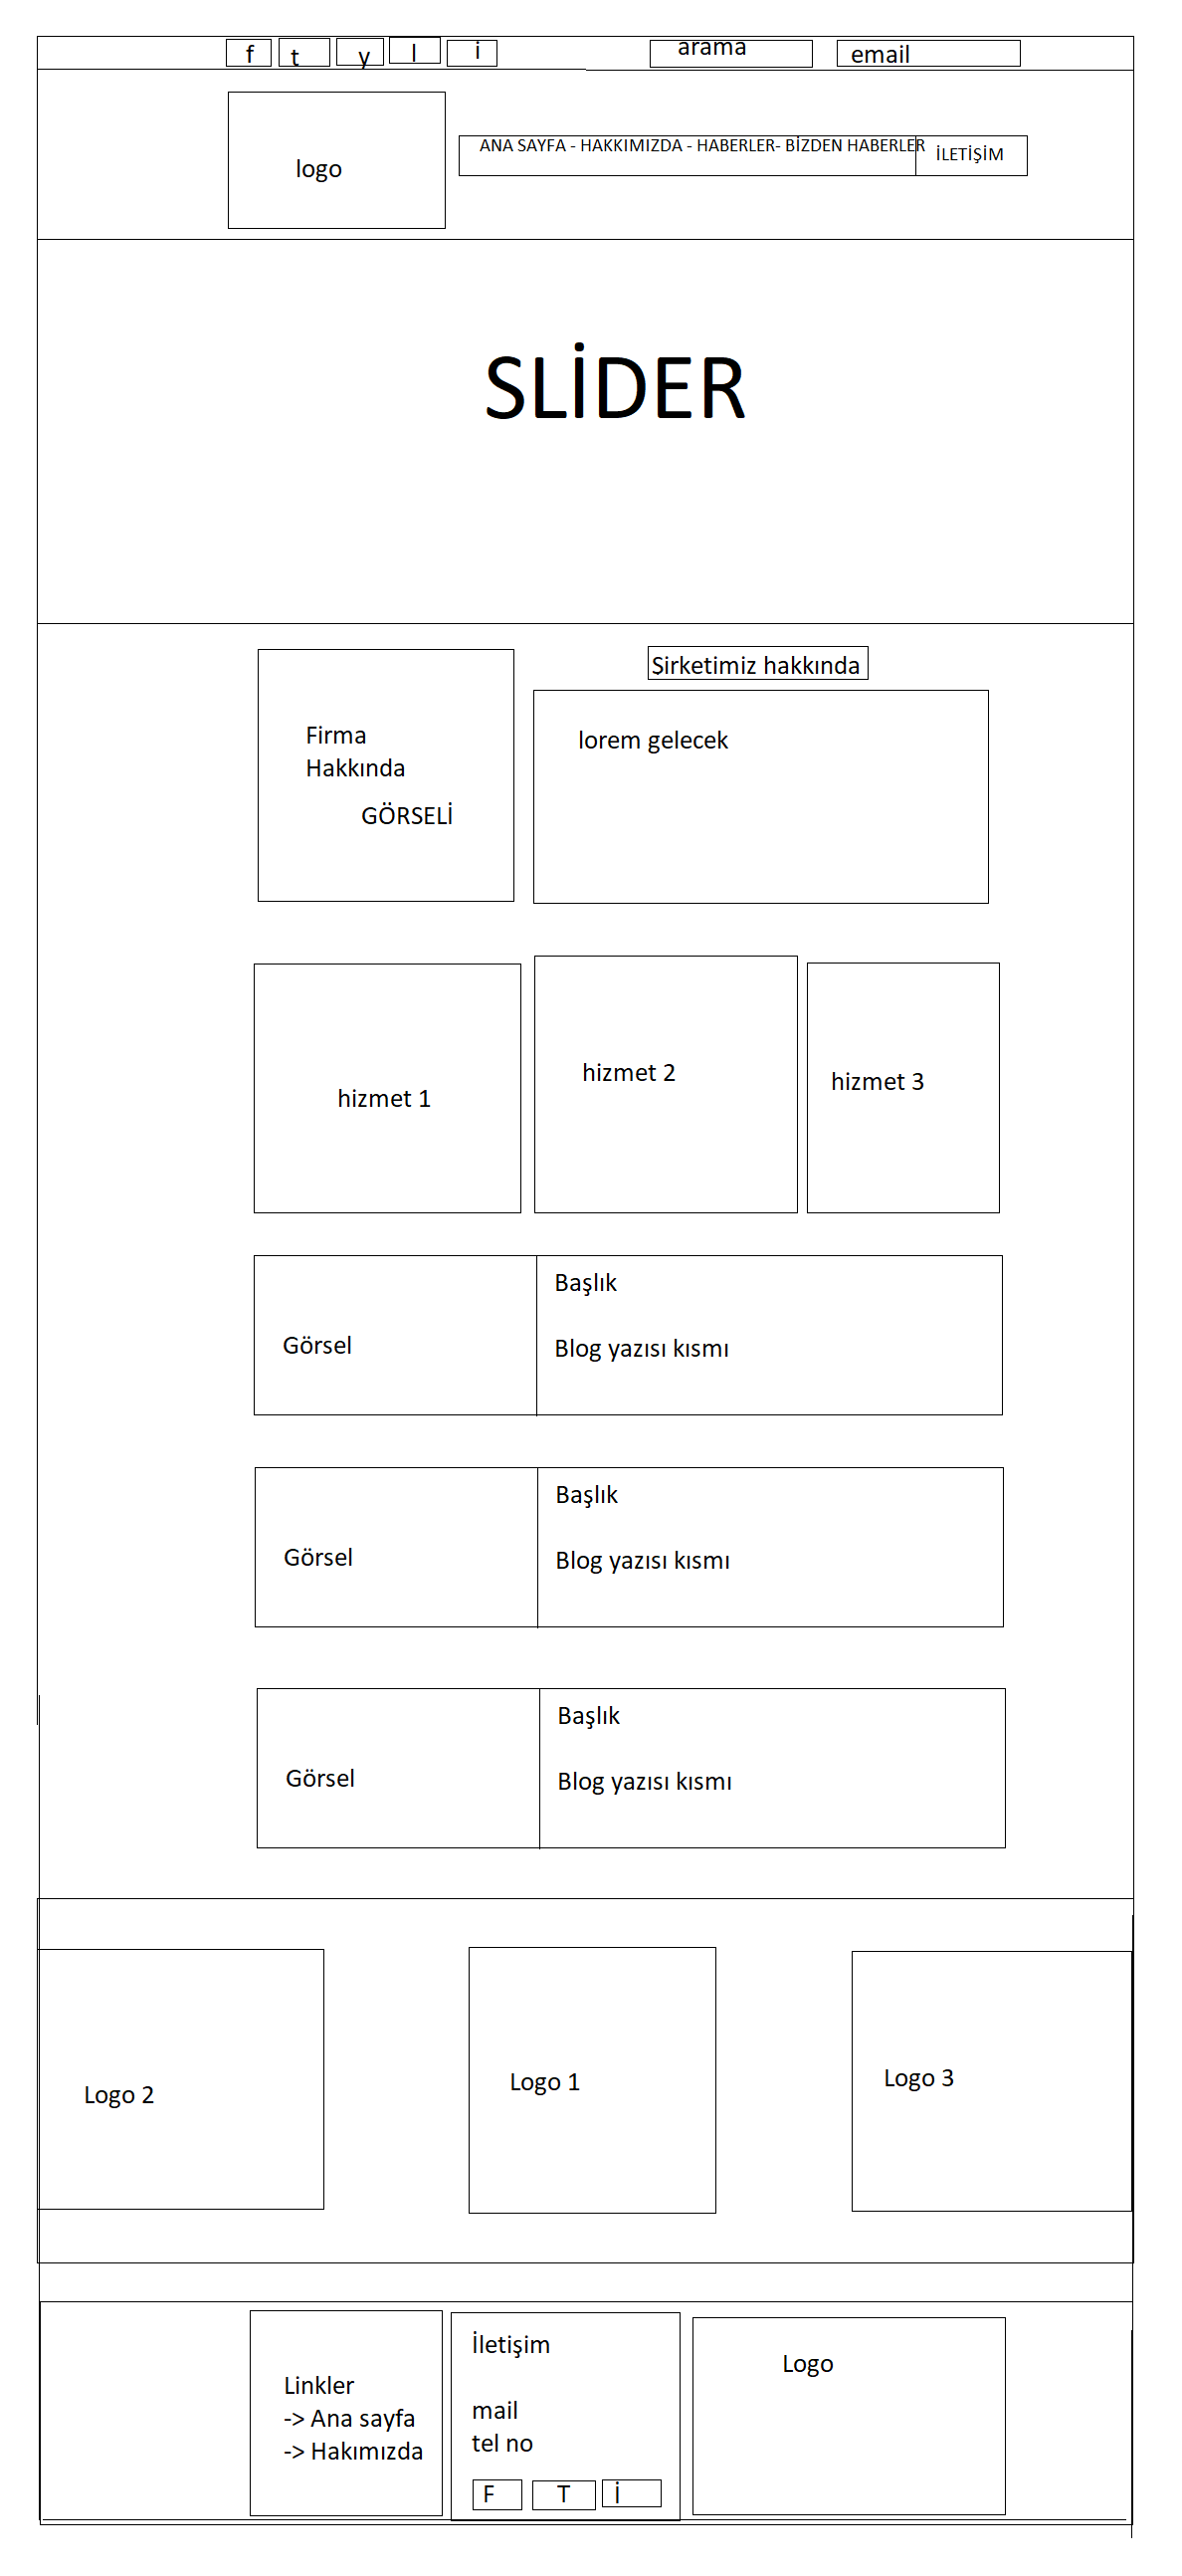 f t y l i arama email
logo
ANA SAYFA - HAKKIMIZDA - HABERLER- BİZDEN HABERLER İLETİŞİM
SLİDER
Şirketimiz hakkında
Firma
Hakkında
GÖRSELİ
lorem gelecek
hizmet 1
hizmet 2
hizmet 3
Başlık
Görsel
Blog yazısı kısmı
Başlık
Görsel
Blog yazısı kısmı
Başlık
Görsel
Blog yazısı kısmı
Logo 2
Logo 1
Logo 3
Linkler
-> Ana sayfa
-> Hakımızda
İletişim
mail
tel no
F T İ
Logo